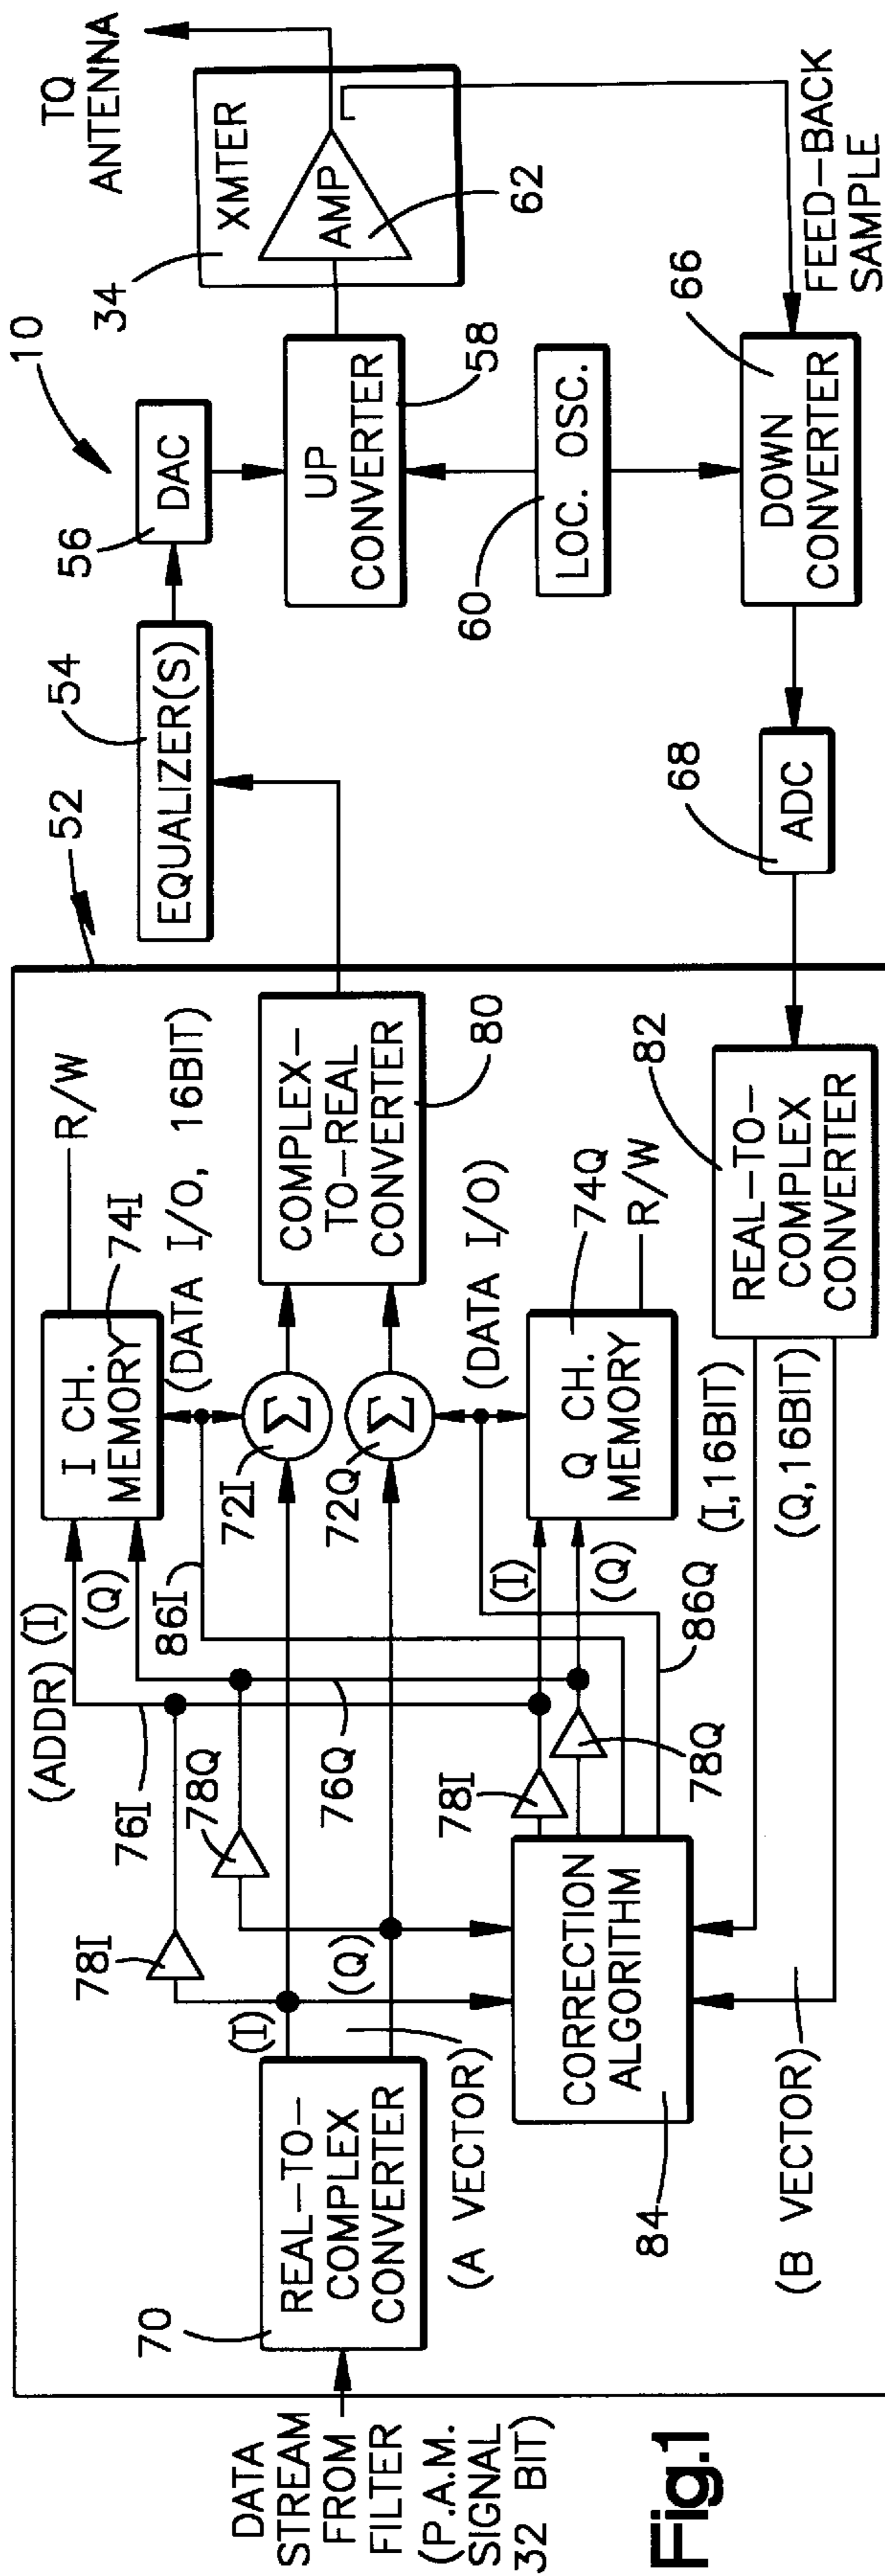 DATA
STREAM
FROM
FILTER
(P.A.M.
SIGNAL
32 BIT)
70
REAL-TO-
COMPLEX
CONVERTER
(I)
(Q)
(A VECTOR)
78I
78Q
76I
(ADDR)
(I)
(Q)
76Q
86I
I CH.
MEMORY
74I
R/W
(DATA I/O, 16BIT)
72I
Σ
72Q
Σ
(DATA I/O)
COMPLEX-
TO-REAL
CONVERTER
80
78I
78Q
(I)
(Q)
Q CH.
MEMORY
74Q
R/W
86Q
CORRECTION
ALGORITHM
84
(B VECTOR)
(I,16BIT)
(Q,16BIT)
REAL-TO-
COMPLEX
CONVERTER
82
52
54
EQUALIZER(S)
56
DAC
10
UP
CONVERTER
58
60
LOC. OSC.
34
XMTER
AMP
62
TO
ANTENNA
FEED-BACK
SAMPLE
66
DOWN
CONVERTER
68
ADC
Fig.1